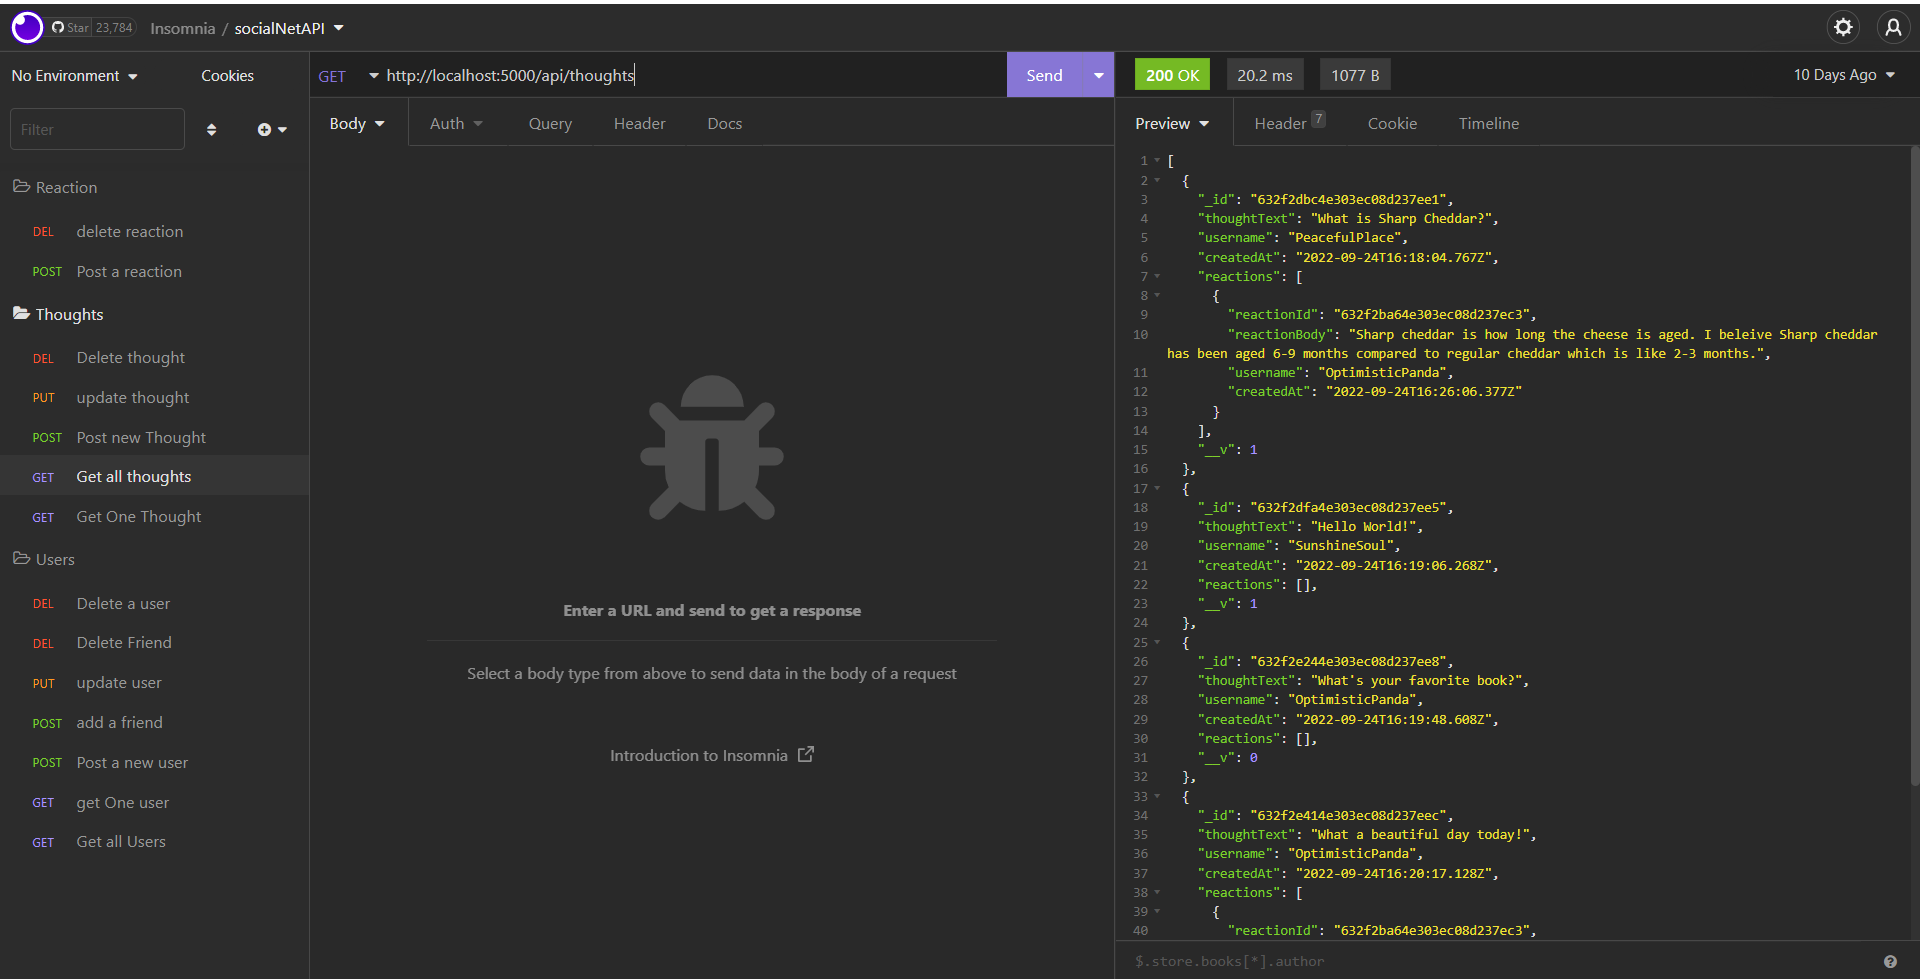 Star 23,784 Insomnia / socialNetAPI
No Environment Cookies
Filter
Reaction
DEL delete reaction
POST Post a reaction
Thoughts
DEL Delete thought
PUT update thought
POST Post new Thought
GET Get all thoughts
GET Get One Thought
Users
DEL Delete a user
DEL Delete Friend
PUT update user
POST add a friend
POST Post a new user
GET get One user
GET Get all Users
GET http://localhost:5000/api/thoughts Send
Body Auth Query Header Docs
Enter a URL and send to get a response
Select a body type from above to send data in the body of a request
Introduction to Insomnia
200 OK 20.2 ms 1077 B 10 Days Ago
Preview Header 7 Cookie Timeline
1 [
2 {
3 "_id": "632f2dbc4e303ec08d237ee1",
4 "thoughtText": "What is Sharp Cheddar?",
5 "username": "PeacefulPlace",
6 "createdAt": "2022-09-24T16:18:04.767Z",
7 "reactions": [
8 {
9 "reactionId": "632f2ba64e303ec08d237ec3",
10 "reactionBody": "Sharp cheddar is how long the cheese is aged. I beleive Sharp cheddar
has been aged 6-9 months compared to regular cheddar which is like 2-3 months.",
11 "username": "OptimisticPanda",
12 "createdAt": "2022-09-24T16:26:06.377Z"
13 }
14 ],
15 "__v": 1
16 },
17 {
18 "_id": "632f2dfa4e303ec08d237ee5",
19 "thoughtText": "Hello World!",
20 "username": "SunshineSoul",
21 "createdAt": "2022-09-24T16:19:06.268Z",
22 "reactions": [],
23 "__v": 1
24 },
25 {
26 "_id": "632f2e244e303ec08d237ee8",
27 "thoughtText": "What's your favorite book?",
28 "username": "OptimisticPanda",
29 "createdAt": "2022-09-24T16:19:48.608Z",
30 "reactions": [],
31 "__v": 0
32 },
33 {
34 "_id": "632f2e414e303ec08d237eec",
35 "thoughtText": "What a beautiful day today!",
36 "username": "OptimisticPanda",
37 "createdAt": "2022-09-24T16:20:17.128Z",
38 "reactions": [
39 {
40 "reactionId": "632f2ba64e303ec08d237ec3",
$.store.books[*].author